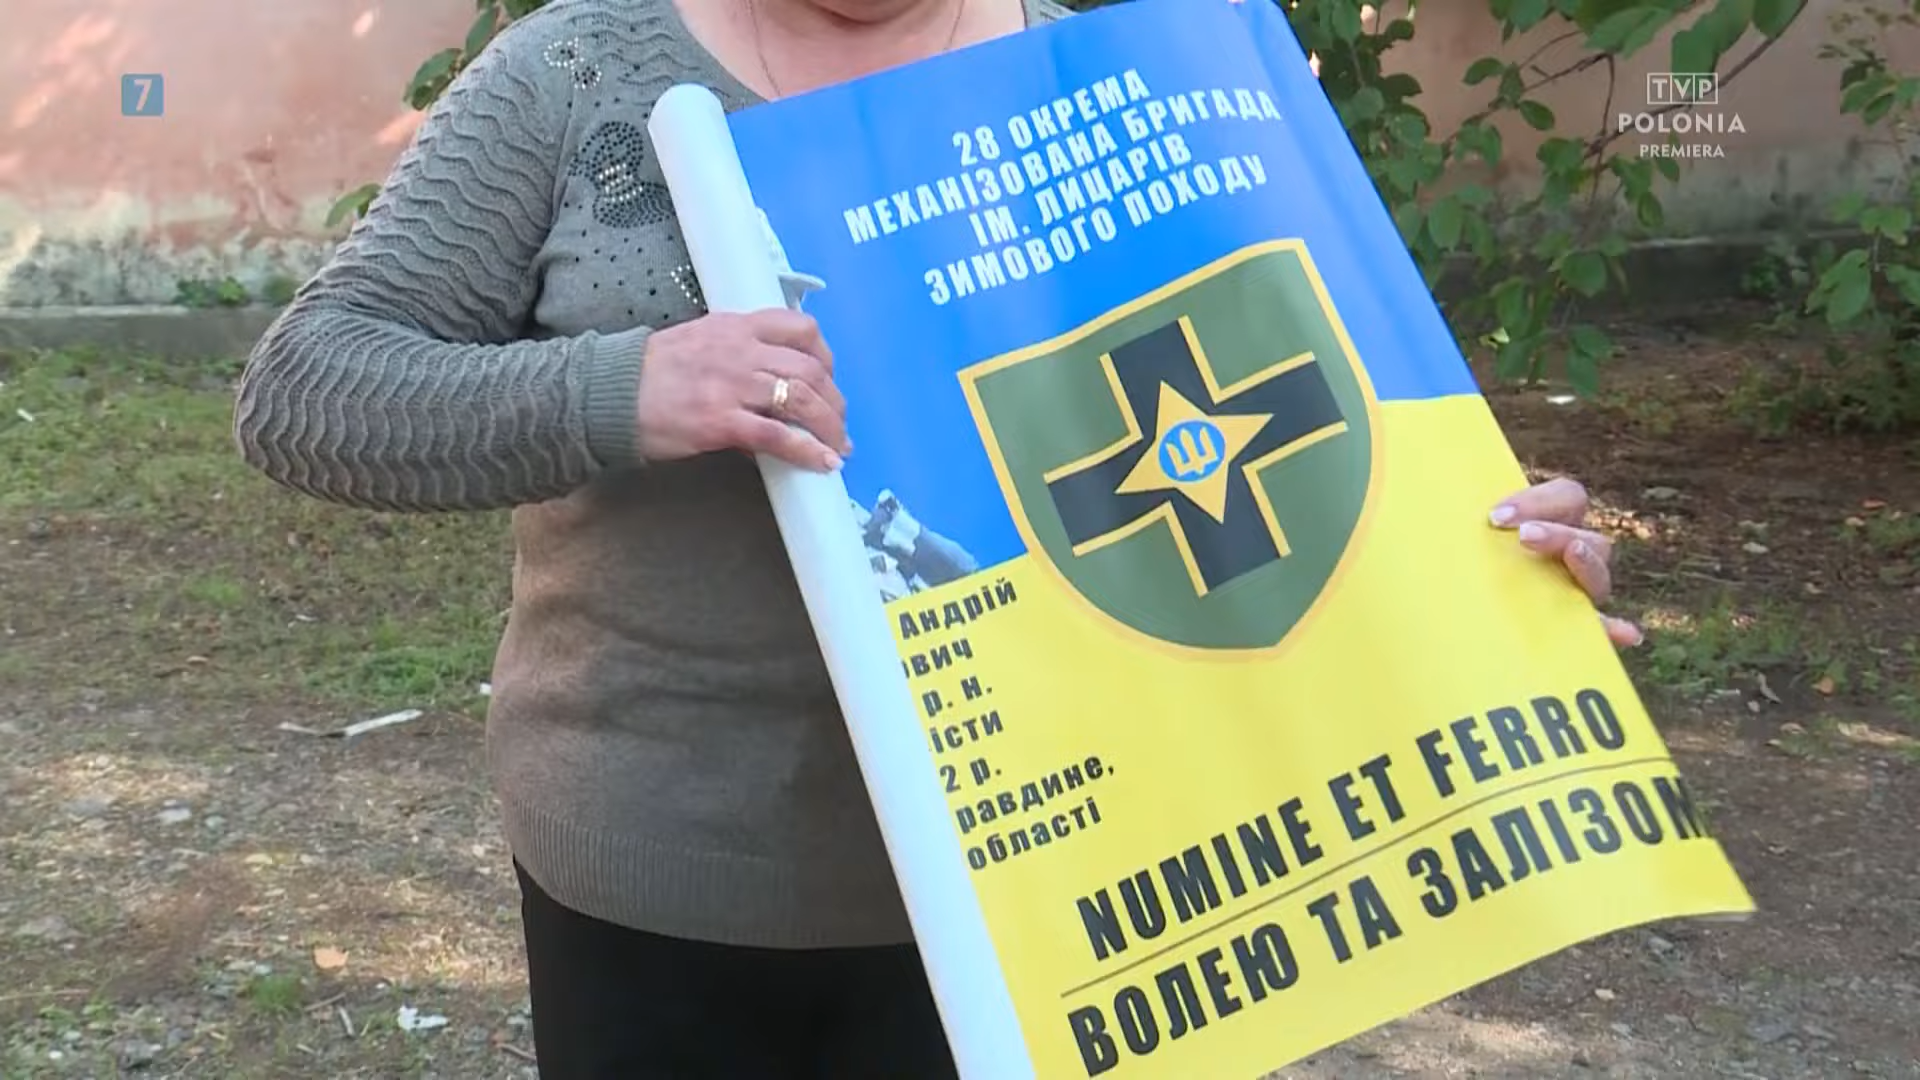 7
TVP
POLONIA
PREMIERA
28 ОКРЕМА
МЕХАНІЗОВАНА БРИГАДА
ІМ. ЛИЦАРІВ
ЗИМОВОГО ПОХОДУ
Андрій
ович
р. н.
істи
2 р.
равдине,
області
NUMINE ET FERRO
ВОЛЕЮ ТА ЗАЛІЗОМ